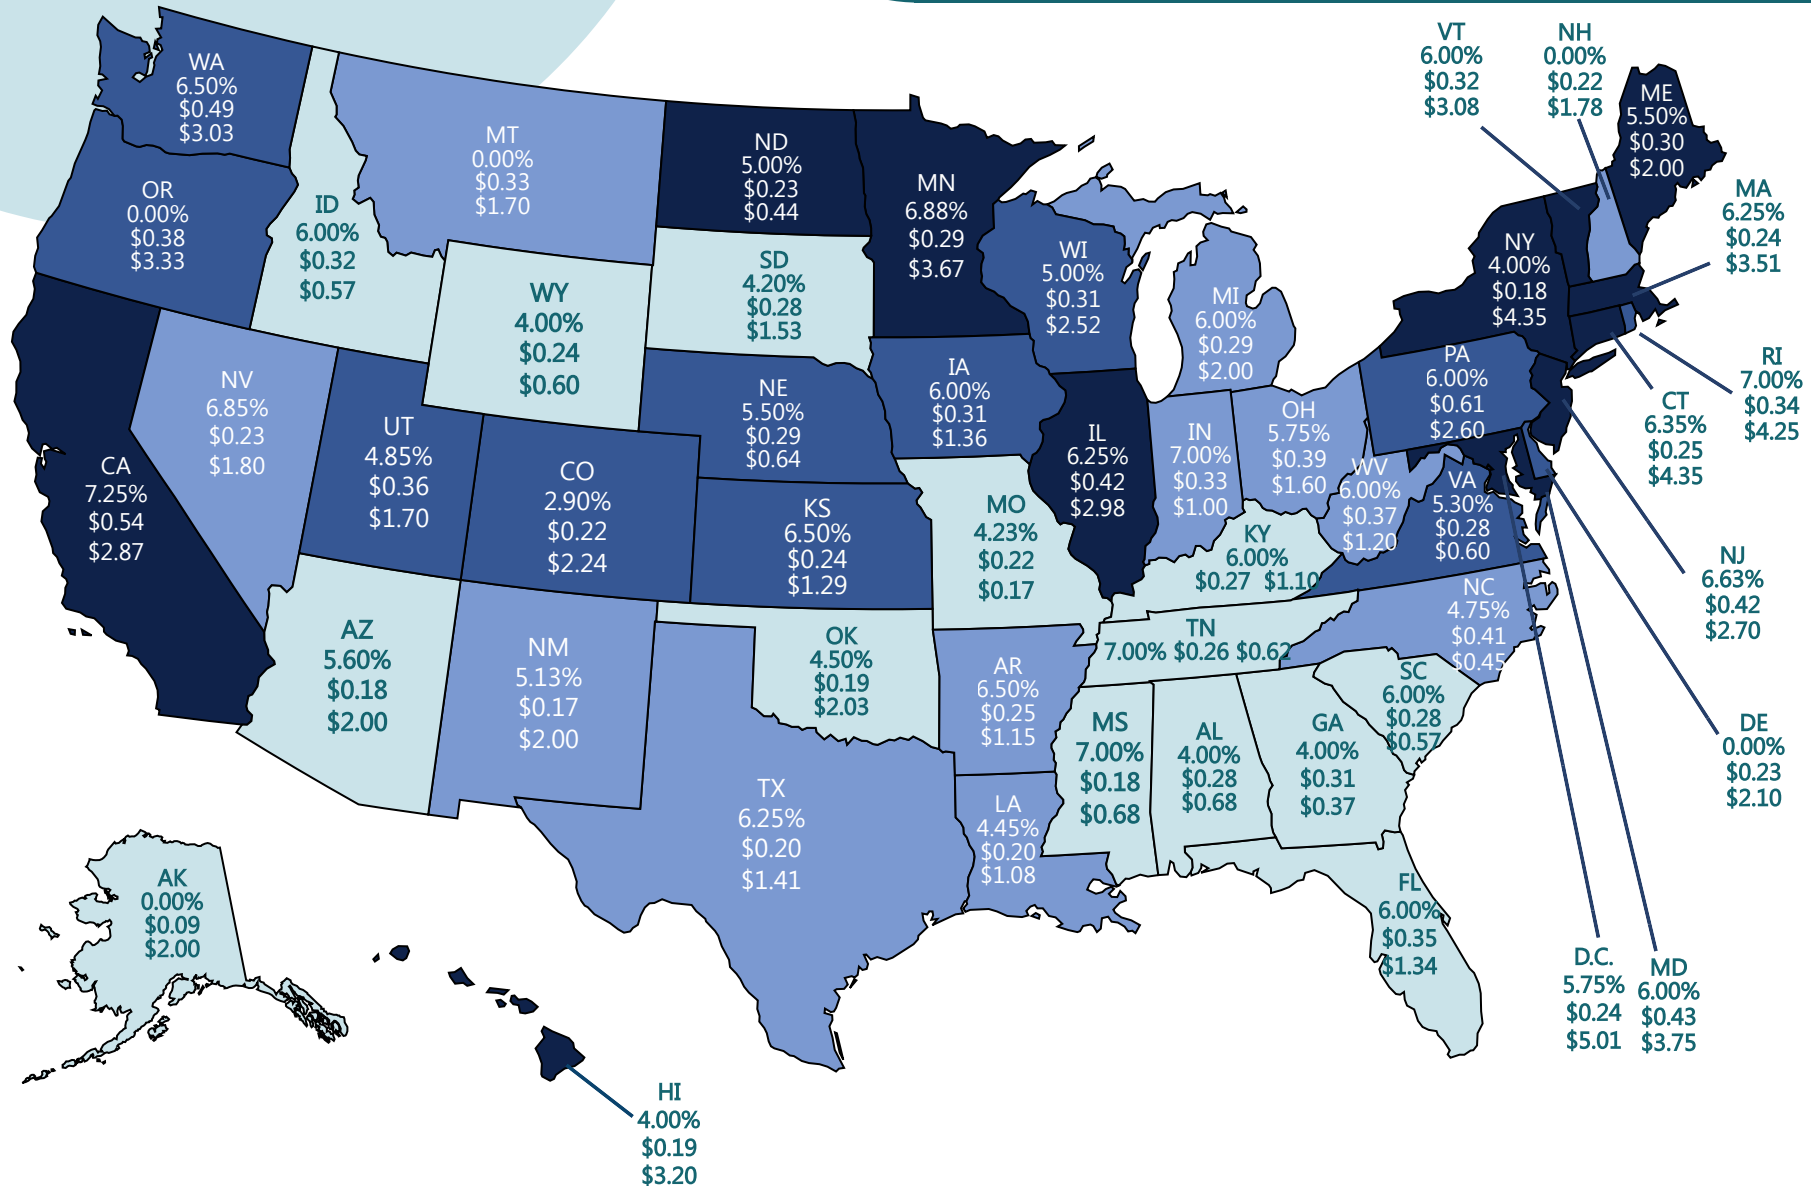 WA
6.50%
$0.49
$3.03
OR
0.00%
$0.38
$3.33
ID
6.00%
$0.32
$0.57
MT
0.00%
$0.33
$1.70
ND
5.00%
$0.23
$0.44
MN
6.88%
$0.29
$3.67
WI
5.00%
$0.31
$2.52
MI
6.00%
$0.29
$2.00
VT
6.00%
$0.32
$3.08
NH
0.00%
$0.22
$1.78
ME
5.50%
$0.30
$2.00
MA
6.25%
$0.24
$3.51
NY
4.00%
$0.18
$4.35
RI
7.00%
$0.34
$4.25
CT
6.35%
$0.25
$4.35
WY
4.00%
$0.24
$0.60
SD
4.20%
$0.28
$1.53
NV
6.85%
$0.23
$1.80
UT
4.85%
$0.36
$1.70
CA
7.25%
$0.54
$2.87
CO
2.90%
$0.22
$2.24
NE
5.50%
$0.29
$0.64
IA
6.00%
$0.31
$1.36
KS
6.50%
$0.24
$1.29
MO
4.23%
$0.22
$0.17
IL
6.25%
$0.42
$2.98
IN
7.00%
$0.33
$1.00
OH
5.75%
$0.39
$1.60
PA
6.00%
$0.61
$2.60
WV
6.00%
$0.37
$1.20
VA
5.30%
$0.28
$0.60
KY
6.00%
$0.27 $1.10
NJ
6.63%
$0.42
$2.70
NC
4.75%
$0.41
$0.45
TN
7.00% $0.26 $0.62
AZ
5.60%
$0.18
$2.00
NM
5.13%
$0.17
$2.00
OK
4.50%
$0.19
$2.03
AR
6.50%
$0.25
$1.15
SC
6.00%
$0.28
$0.57
MS
7.00%
$0.18
$0.68
AL
4.00%
$0.28
$0.68
GA
4.00%
$0.31
$0.37
DE
0.00%
$0.23
$2.10
TX
6.25%
$0.20
$1.41
LA
4.45%
$0.20
$1.08
FL
6.00%
$0.35
$1.34
AK
0.00%
$0.09
$2.00
D.C.
5.75%
$0.24
$5.01
MD
6.00%
$0.43
$3.75
HI
4.00%
$0.19
$3.20